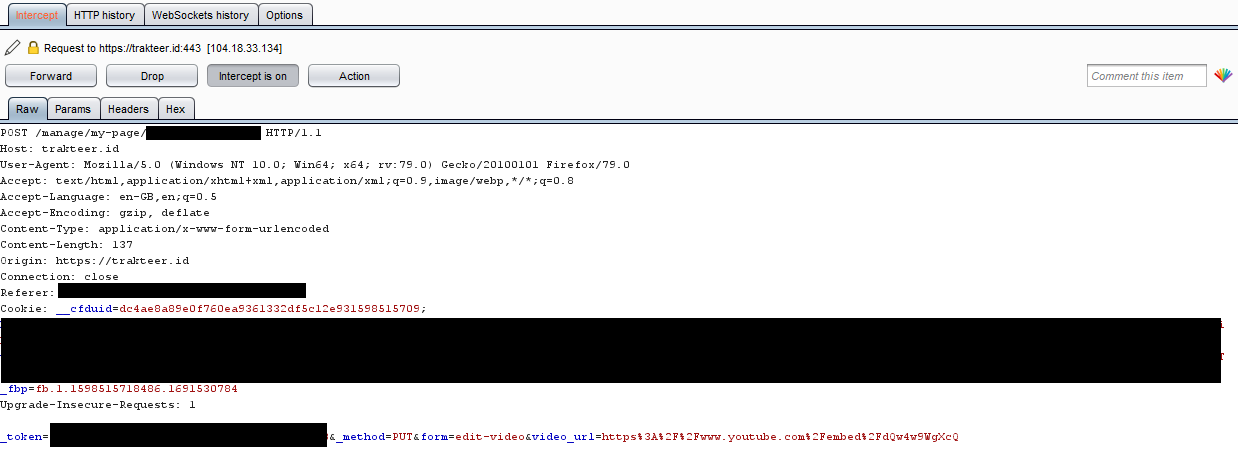 Intercept HTTP history WebSockets history Options
Request to https://trakteer.id:443 [104.18.33.134]
Forward Drop Intercept is on Action Comment this item
Raw Params Headers Hex
POST /manage/my-page/ HTTP/1.1
Host: trakteer.id
User-Agent: Mozilla/5.0 (Windows NT 10.0; Win64; x64; rv:79.0) Gecko/20100101 Firefox/79.0
Accept: text/html,application/xhtml+xml,application/xml;q=0.9,image/webp,*/*;q=0.8
Accept-Language: en-GB,en;q=0.5
Accept-Encoding: gzip, deflate
Content-Type: application/x-www-form-urlencoded
Content-Length: 137
Origin: https://trakteer.id
Connection: close
Referer:
Cookie: __cfduid=dc4ae8a89e0f760ea9361332df5c12e931598515709;
_fbp=fb.1.1598515718486.1691530784
Upgrade-Insecure-Requests: 1
_token= &_method=PUT&form=edit-video&video_url=https%3A%2F%2Fwww.youtube.com%2Fembed%2FdQw4w9WgXcQ